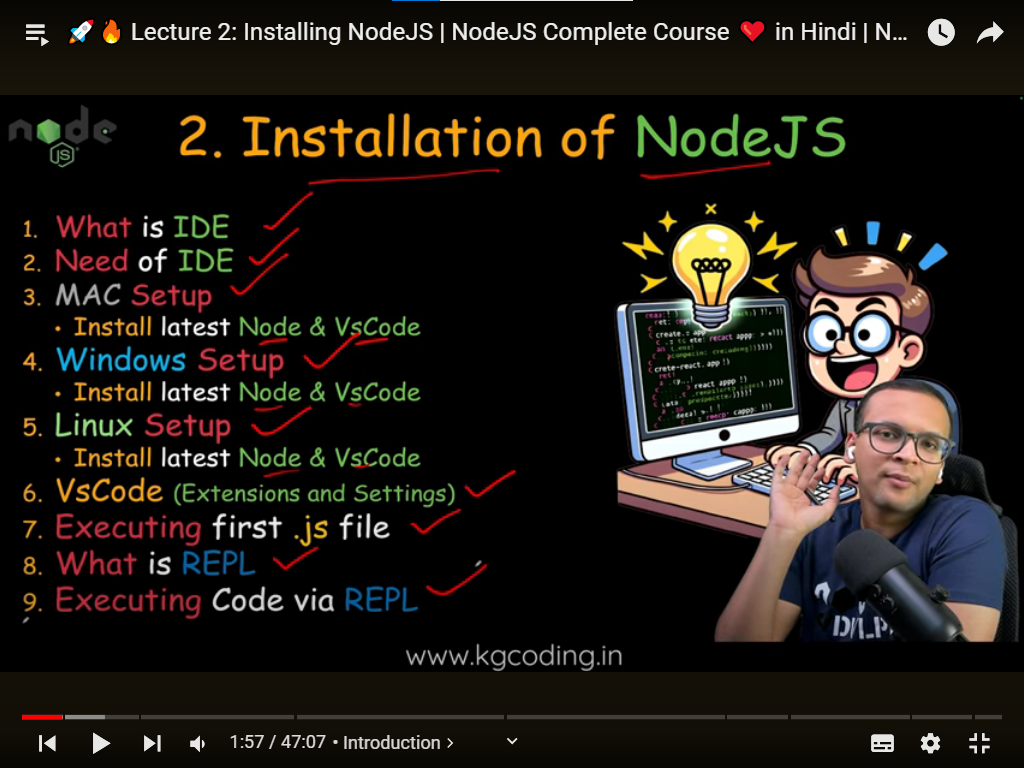 🚀🔥 Lecture 2: Installing NodeJS | NodeJS Complete Course ❤️ in Hindi | N...
node
JS
2. Installation of NodeJS
1. What is IDE
2. Need of IDE
3. MAC Setup
• Install latest Node & VsCode
4. Windows Setup
• Install latest Node & VsCode
5. Linux Setup
• Install latest Node & VsCode
6. VsCode (Extensions and Settings)
7. Executing first .js file
8. What is REPL
9. Executing Code via REPL
www.kgcoding.in
1:57 / 47:07 • Introduction >